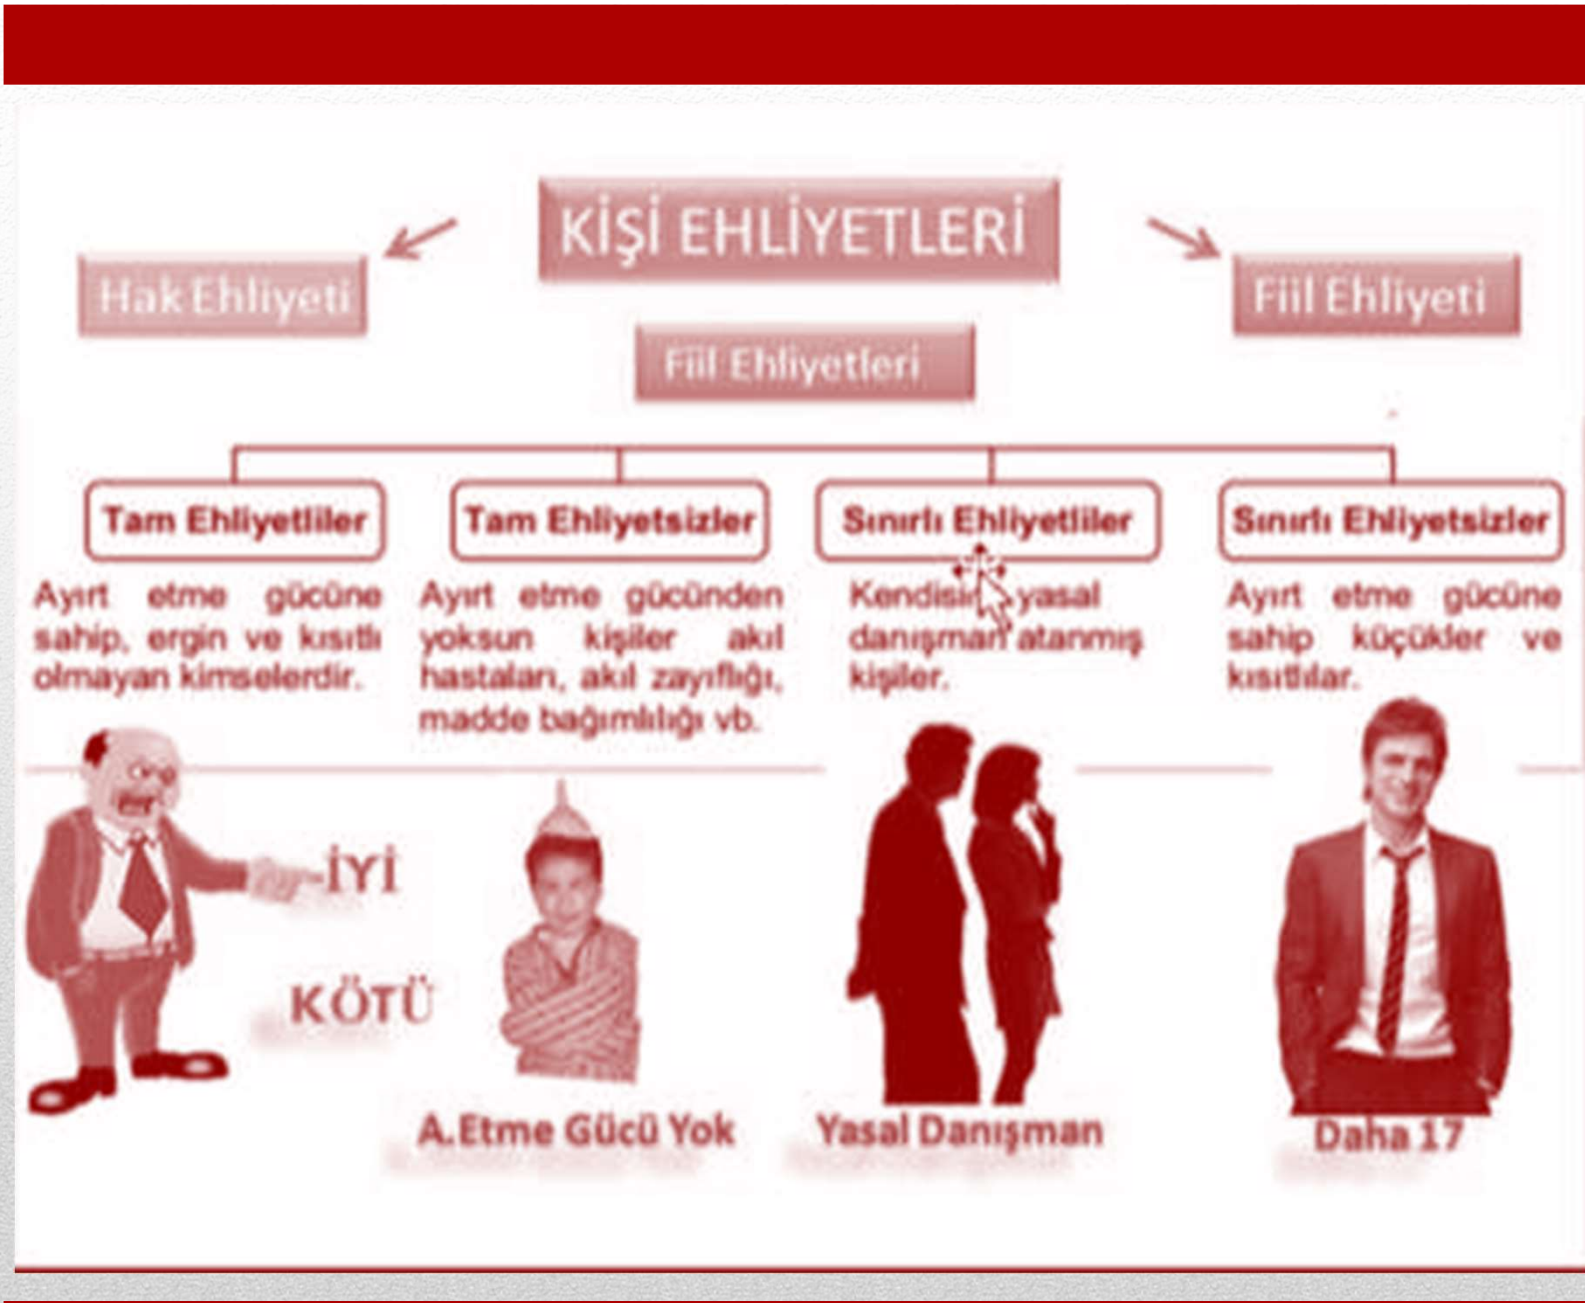 KİŞİ EHLİYETLERİ
Hak Ehliyeti
Fiil Ehliyeti
Fiil Ehliyetleri
Tam Ehliyetliler
Ayırt etme gücüne
sahip, ergin ve kısıtlı
olmayan kimselerdir.
Tam Ehliyetsizler
Ayırt etme gücünden
yoksun kişiler akıl
hastaları, akıl zayıflığı,
madde bağımlılığı vb.
Sınırlı Ehliyetliler
yasal
danışman atanmış
kişiler.
Sınırlı Ehliyetsizler
Ayırt etme gücüne
sahip küçükler ve
kısıtlılar.
İYİ
KÖTÜ
A.Etme Gücü Yok
Yasal Danışman
Daha 17